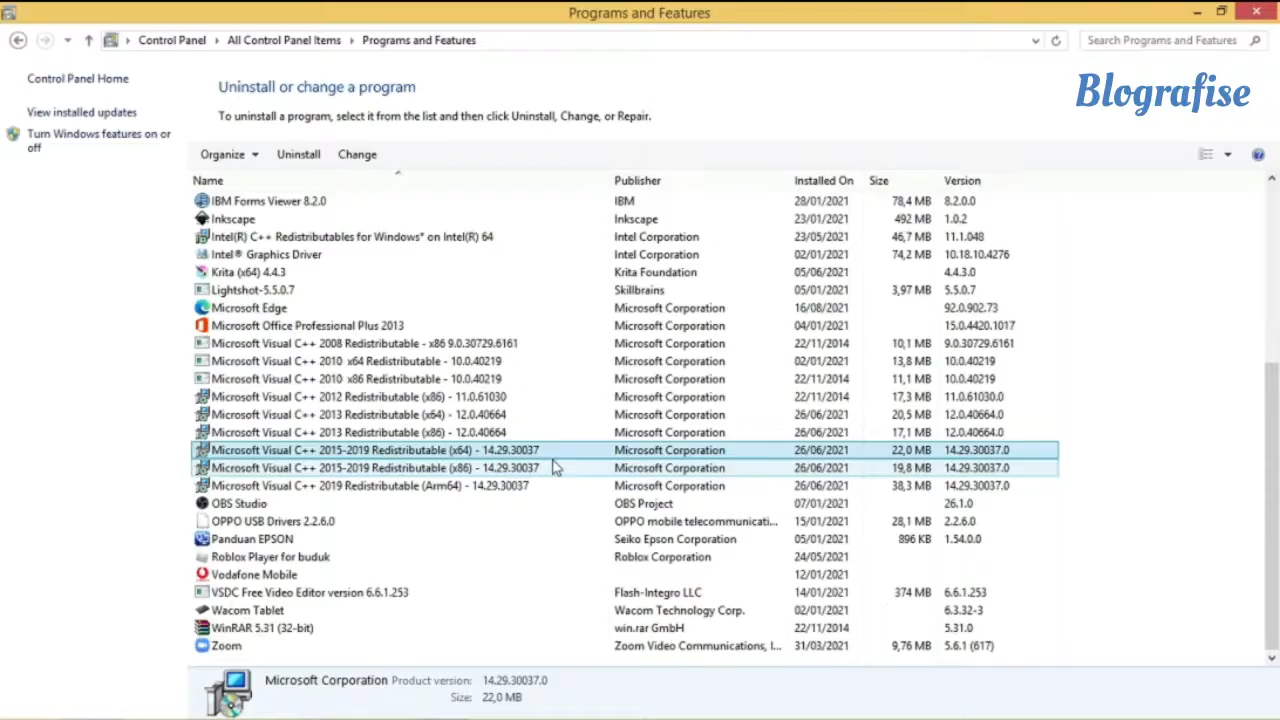 Programs and Features
Control Panel All Control Panel Items Programs and Features Search Programs and Features
Control Panel Home
View installed updates
Turn Windows features on or
off
Uninstall or change a program
To uninstall a program, select it from the list and then click Uninstall, Change, or Repair.
Blografise
Organize Uninstall Change
Name Publisher Installed On Size Version
IBM Forms Viewer 8.2.0 IBM 28/01/2021 78,4 MB 8.2.0.0
Inkscape Inkscape 23/01/2021 492 MB 1.0.2
Intel(R) C++ Redistributables for Windows* on Intel(R) 64 Intel Corporation 23/05/2021 46,7 MB 11.1.048
Intel® Graphics Driver Intel Corporation 02/01/2021 74,2 MB 10.18.10.4276
Krita (x64) 4.4.3 Krita Foundation 05/06/2021 4.4.3.0
Lightshot-5.5.0.7 Skillbrains 05/01/2021 3,97 MB 5.5.0.7
Microsoft Edge Microsoft Corporation 16/08/2021 92.0.902.73
Microsoft Office Professional Plus 2013 Microsoft Corporation 04/01/2021 15.0.4420.1017
Microsoft Visual C++ 2008 Redistributable - x86 9.0.30729.6161 Microsoft Corporation 22/11/2014 10,1 MB 9.0.30729.6161
Microsoft Visual C++ 2010 x64 Redistributable - 10.0.40219 Microsoft Corporation 02/01/2021 13,8 MB 10.0.40219
Microsoft Visual C++ 2010 x86 Redistributable - 10.0.40219 Microsoft Corporation 22/11/2014 11,1 MB 10.0.40219
Microsoft Visual C++ 2012 Redistributable (x86) - 11.0.61030 Microsoft Corporation 22/11/2014 17,3 MB 11.0.61030.0
Microsoft Visual C++ 2013 Redistributable (x64) - 12.0.40664 Microsoft Corporation 26/06/2021 20,5 MB 12.0.40664.0
Microsoft Visual C++ 2013 Redistributable (x86) - 12.0.40664 Microsoft Corporation 26/06/2021 17,1 MB 12.0.40664.0
Microsoft Visual C++ 2015-2019 Redistributable (x64) - 14.29.30037 Microsoft Corporation 26/06/2021 22,0 MB 14.29.30037.0
Microsoft Visual C++ 2015-2019 Redistributable (x86) - 14.29.30037 Microsoft Corporation 26/06/2021 19,8 MB 14.29.30037.0
Microsoft Visual C++ 2019 Redistributable (Arm64) - 14.29.30037 Microsoft Corporation 26/06/2021 38,3 MB 14.29.30037.0
OBS Studio OBS Project 07/01/2021 26.1.0
OPPO USB Drivers 2.2.6.0 OPPO mobile telecommunicati... 15/01/2021 28,1 MB 2.2.6.0
Panduan EPSON Seiko Epson Corporation 05/01/2021 896 KB 1.54.0.0
Roblox Player for buduk Roblox Corporation 24/05/2021
Vodafone Mobile 12/01/2021
VSDC Free Video Editor version 6.6.1.253 Flash-Integro LLC 14/01/2021 374 MB 6.6.1.253
Wacom Tablet Wacom Technology Corp. 02/01/2021 6.3.32-3
WinRAR 5.31 (32-bit) win.rar GmbH 22/11/2014 5.31.0
Zoom Zoom Video Communications, I... 31/03/2021 9,76 MB 5.6.1 (617)
Microsoft Corporation Product version: 14.29.30037.0
Size: 22,0 MB